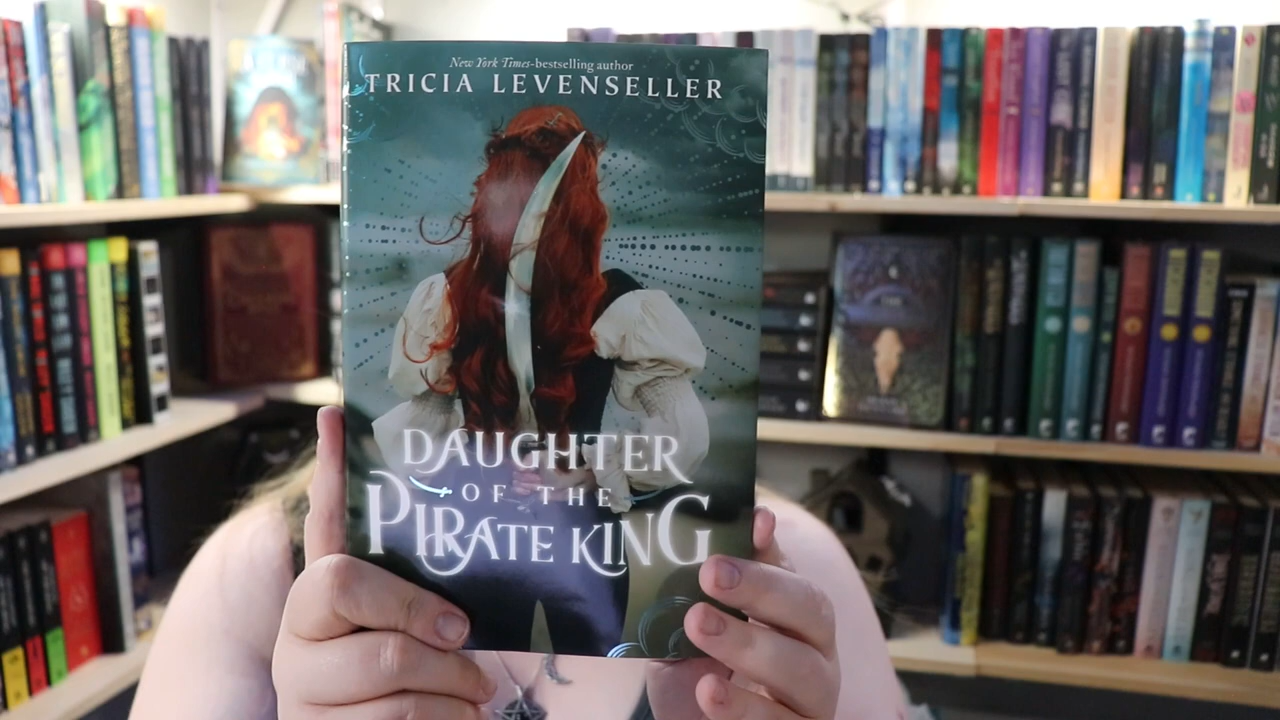 New York Times-bestselling author
TRICIA LEVENSELLER
DAUGHTER
OF THE
PIRATE KING